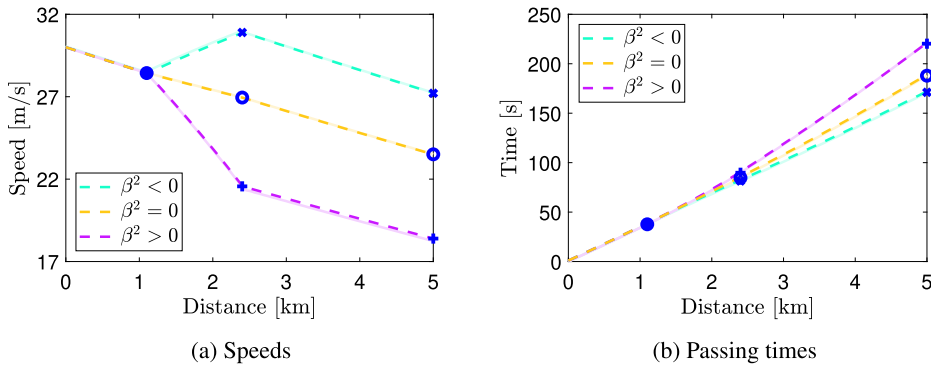 32
27
22
17
Speed [m/s]
β² < 0
β² = 0
β² > 0
0 1 2 3 4 5
Distance [km]
(a) Speeds
250
200
150
100
50
0
Time [s]
β² < 0
β² = 0
β² > 0
0 1 2 3 4 5
Distance [km]
(b) Passing times